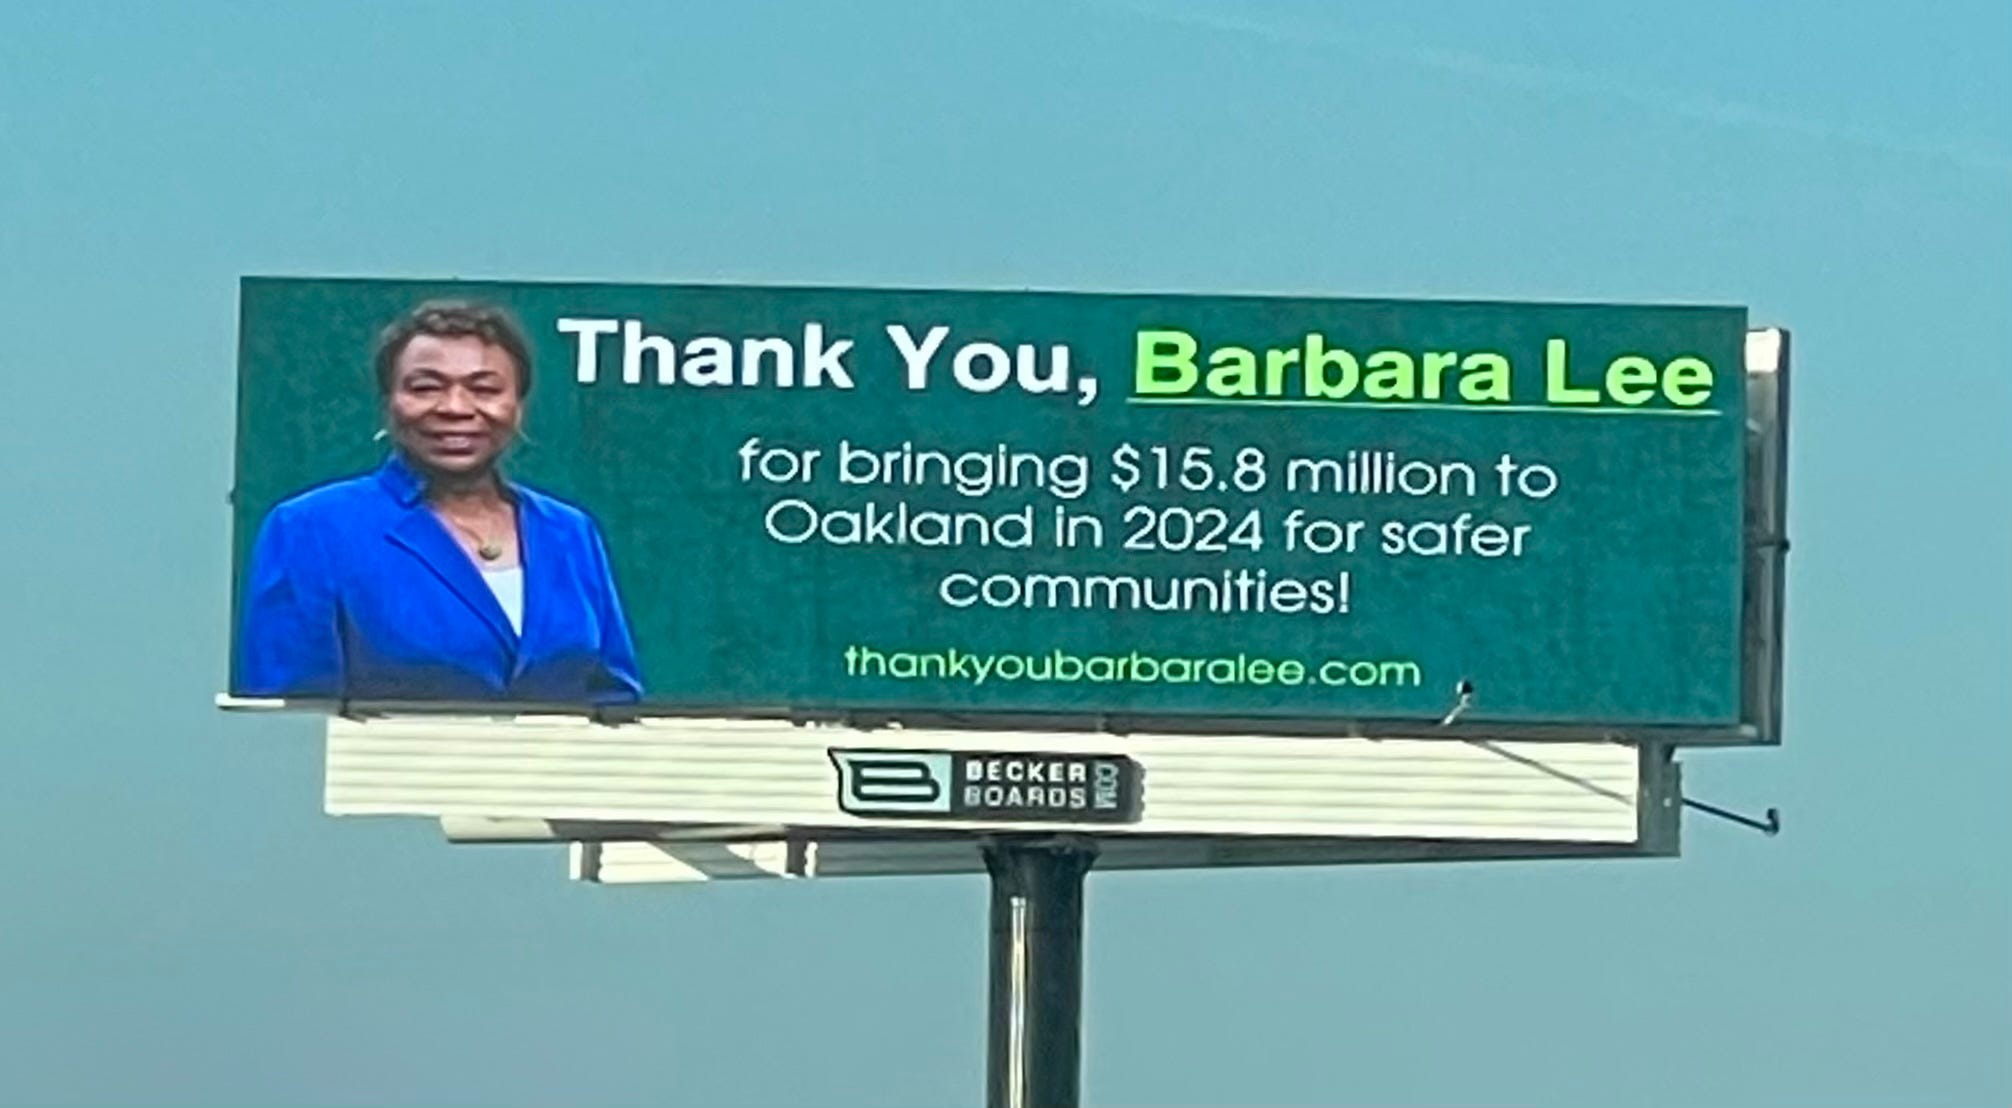 Thank You, Barbara Lee
for bringing $15.8 million to
Oakland in 2024 for safer
communities!
thankyoubarbaralee.com
B BECKER
BOARDS
.COM